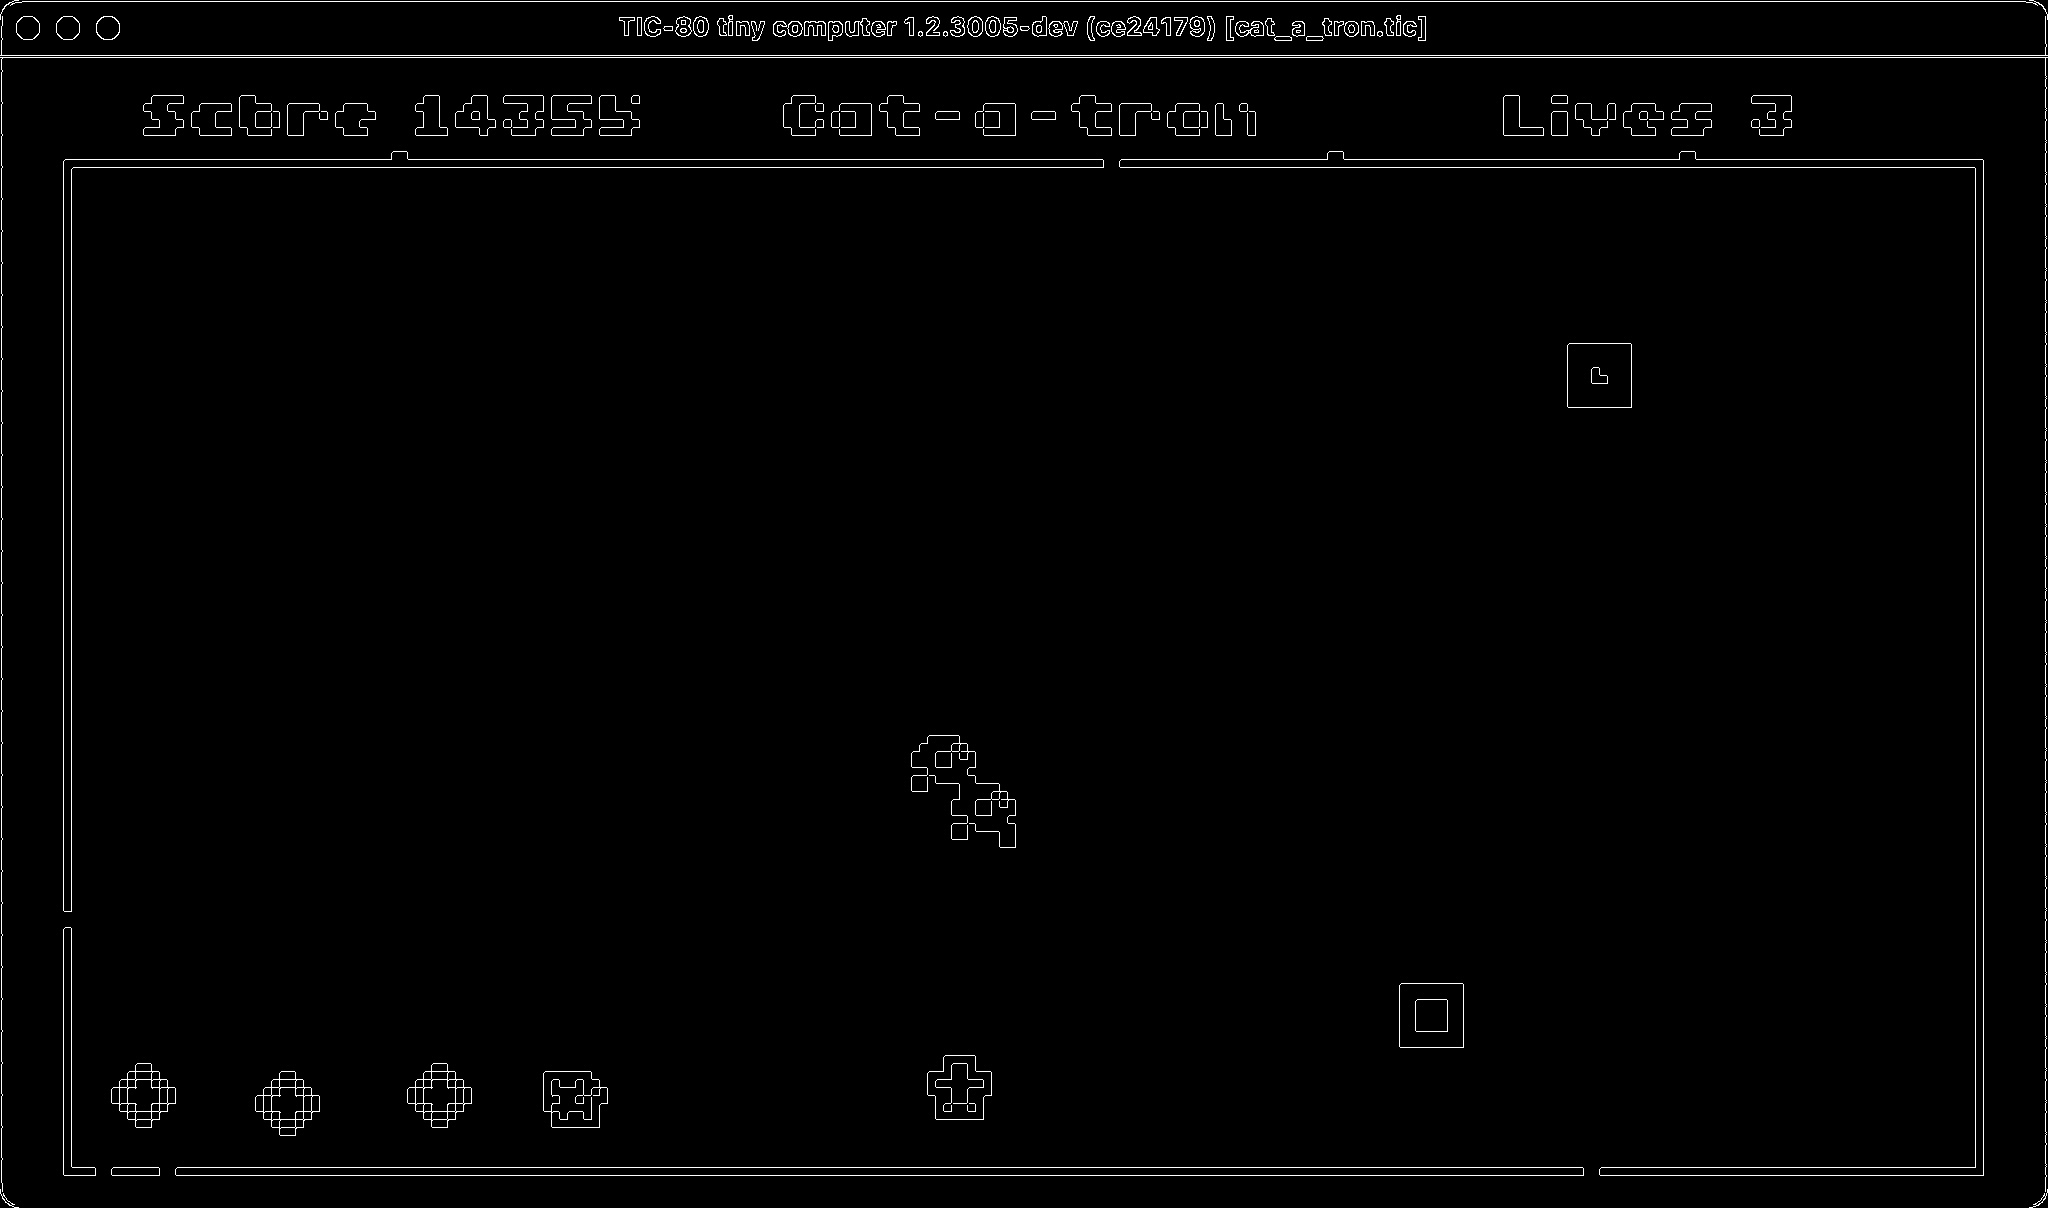 TIC-80 tiny computer 1.2.3005-dev (ce24179) [cat_a_tron.tic]
Score 14355 Cat-a-tron Lives 3